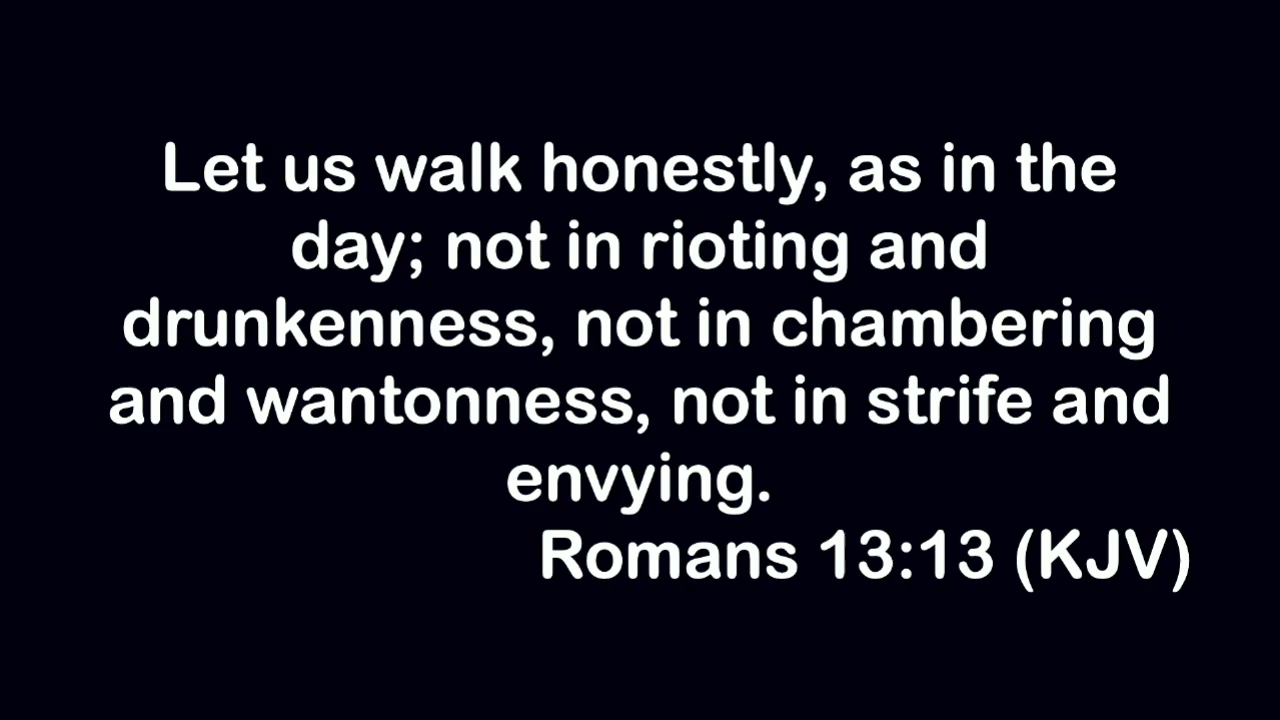 Let us walk honestly, as in the
day; not in rioting and
drunkenness, not in chambering
and wantonness, not in strife and
envying.
Romans 13:13 (KJV)